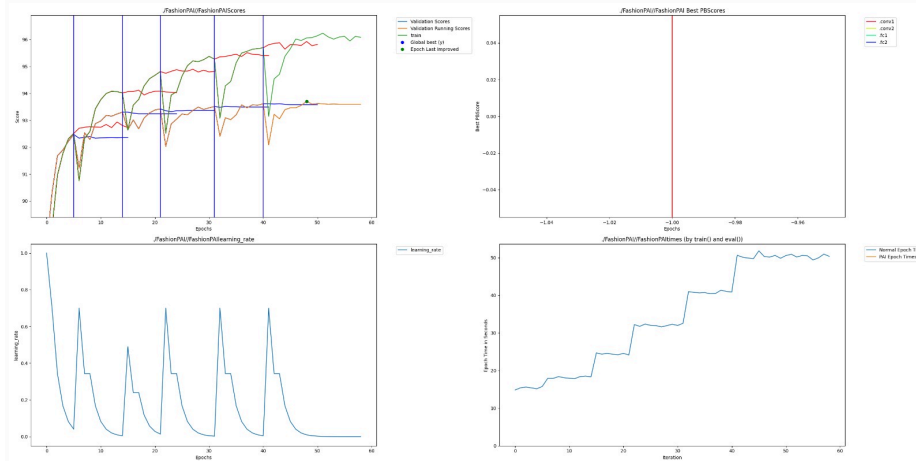 ./FashionPAI//FashionPAIScores
Score
96
95
94
93
92
91
90
0
10
20
30
40
50
60
Epochs
Validation Scores
Validation Running Scores
train
Global best (y)
Epoch Last Improved
./FashionPAI//FashionPAI Best PBScores
Best PBScore
0.04
0.02
0.00
−0.02
−0.04
−1.04
−1.02
−1.00
−0.98
−0.96
Epochs
.conv1
.conv2
.fc1
.fc2
./FashionPAI//FashionPAIlearning_rate
learning_rate
1.0
0.8
0.6
0.4
0.2
0.0
0
10
20
30
40
50
60
Epochs
learning_rate
./FashionPAI//FashionPAItimes (by train() and eval())
Epoch Time in Seconds
50
40
30
20
10
0
0
10
20
30
40
50
60
Iteration
Normal Epoch T
PAI Epoch Times